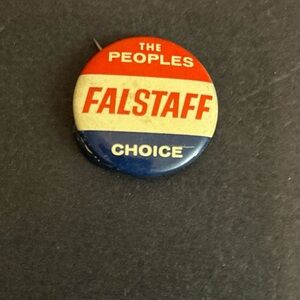 THE
PEOPLES
FALSTAFF
CHOICE